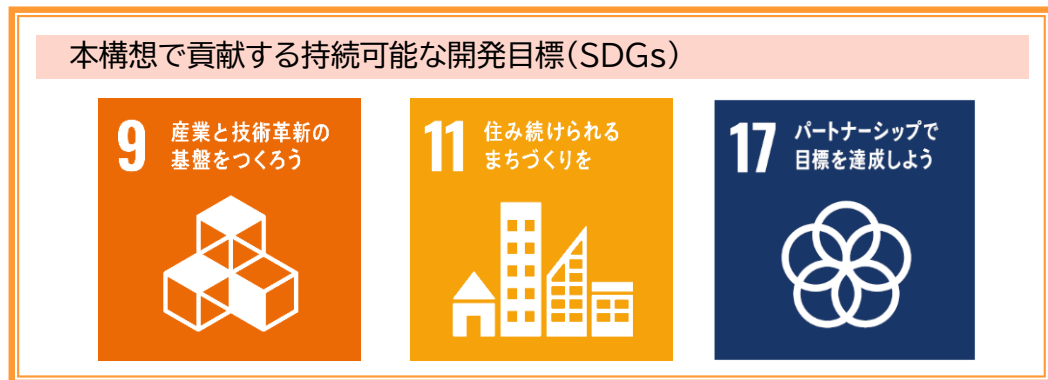 本構想で貢献する持続可能な開発目標(SDGs)
9 産業と技術革新の
基盤をつくろう
11 住み続けられる
まちづくりを
17 パートナーシップで
目標を達成しよう